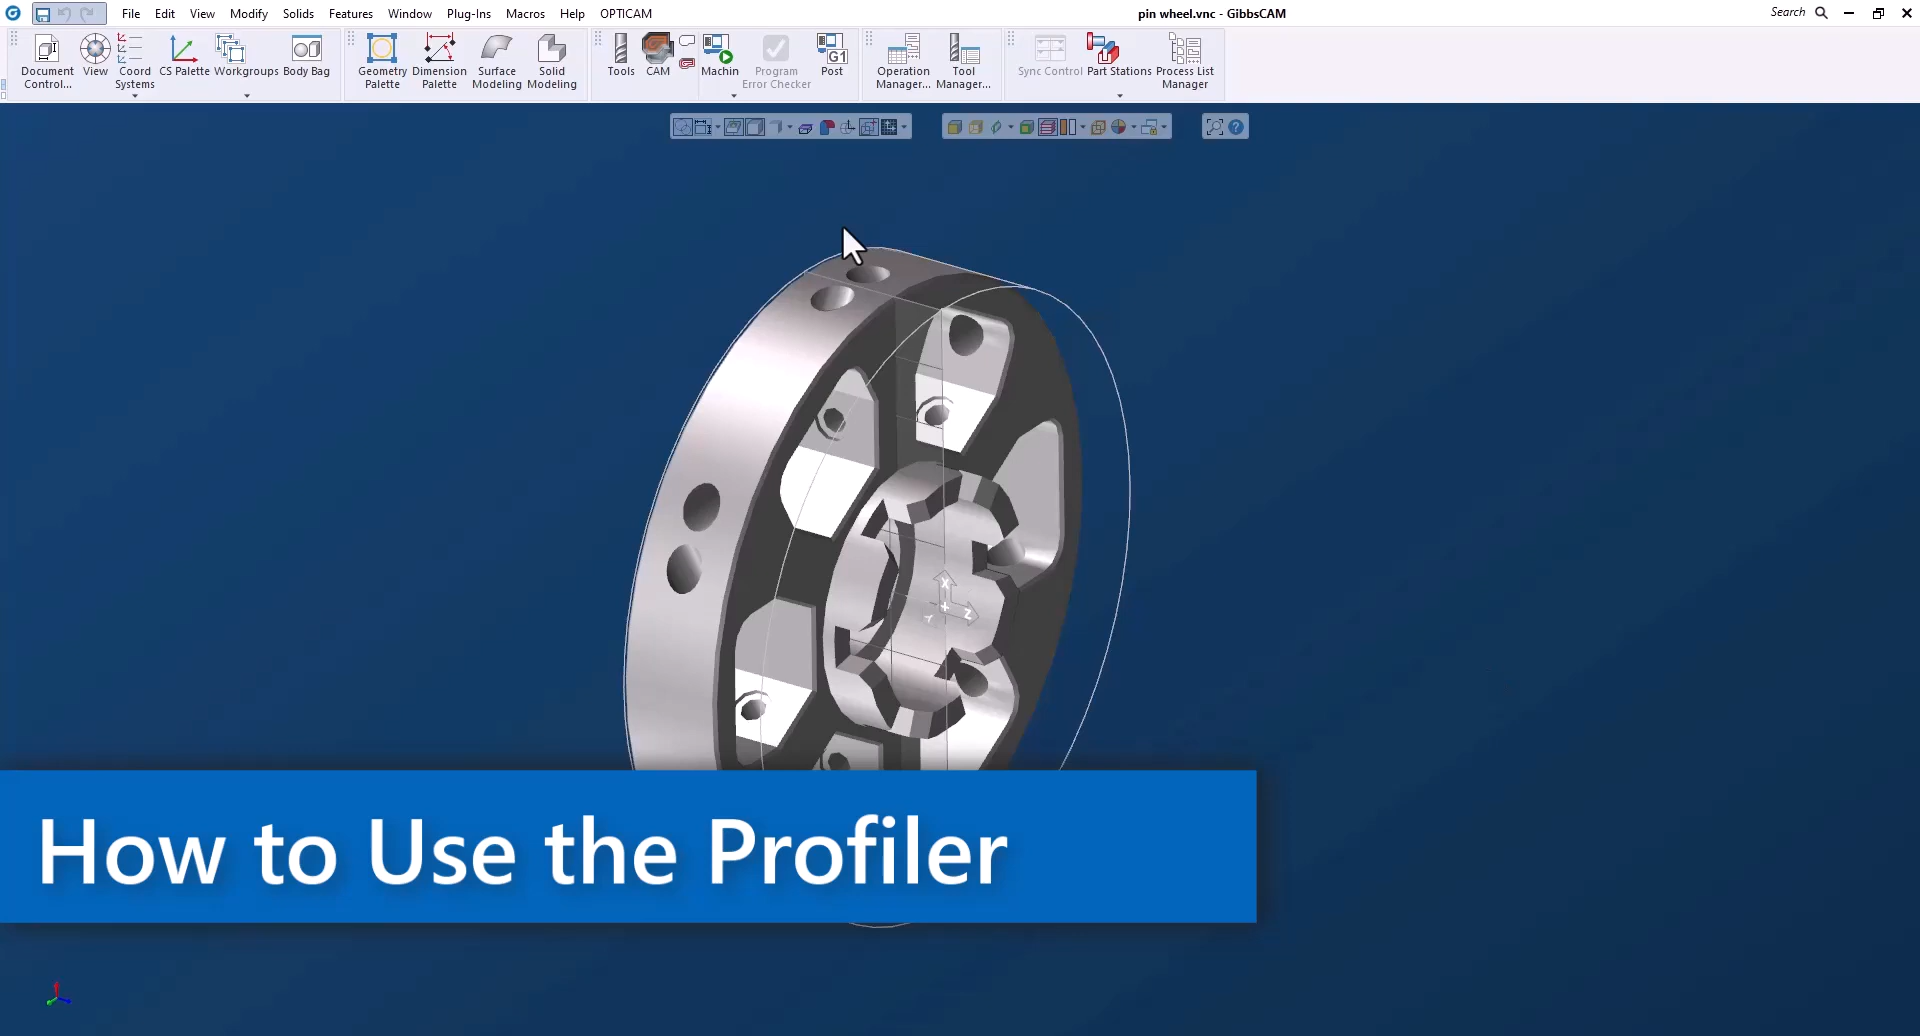 File Edit View Modify Solids Features Window Plug-Ins Macros Help OPTICAM
pin wheel.vnc - GibbsCAM
Search
Document Control...
View
Coord Systems
CS Palette
Workgroups
Body Bag
Geometry Palette
Dimension Palette
Surface Modeling
Solid Modeling
Tools
CAM
Machin
Program Error Checker
G1
Post
Operation Manager...
Tool Manager...
Sync Control
Part Stations
Process List Manager
X
Y
Z
How to Use the Profiler